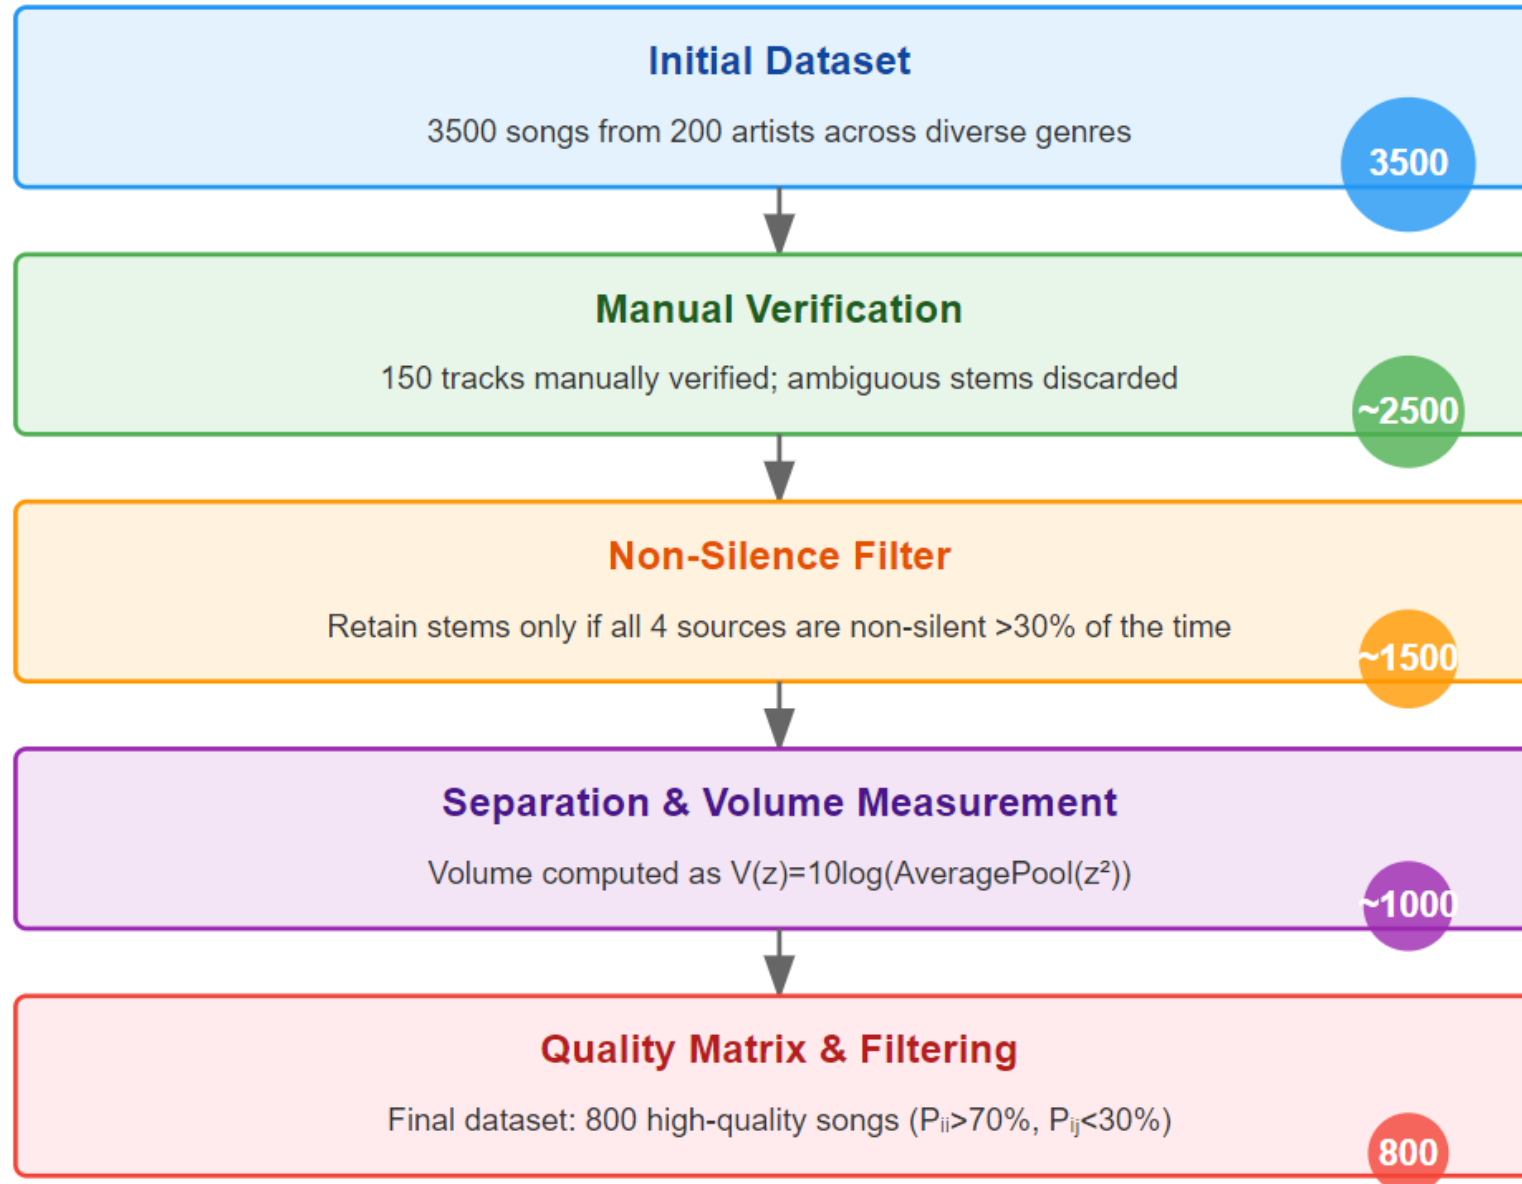 Initial Dataset
3500 songs from 200 artists across diverse genres
3500
Manual Verification
150 tracks manually verified; ambiguous stems discarded
~2500
Non-Silence Filter
Retain stems only if all 4 sources are non-silent >30% of the time
~1500
Separation & Volume Measurement
Volume computed as V(z)=10log(AveragePool(z²))
~1000
Quality Matrix & Filtering
Final dataset: 800 high-quality songs (Pᵢᵢ>70%, Pᵢⱼ<30%)
800